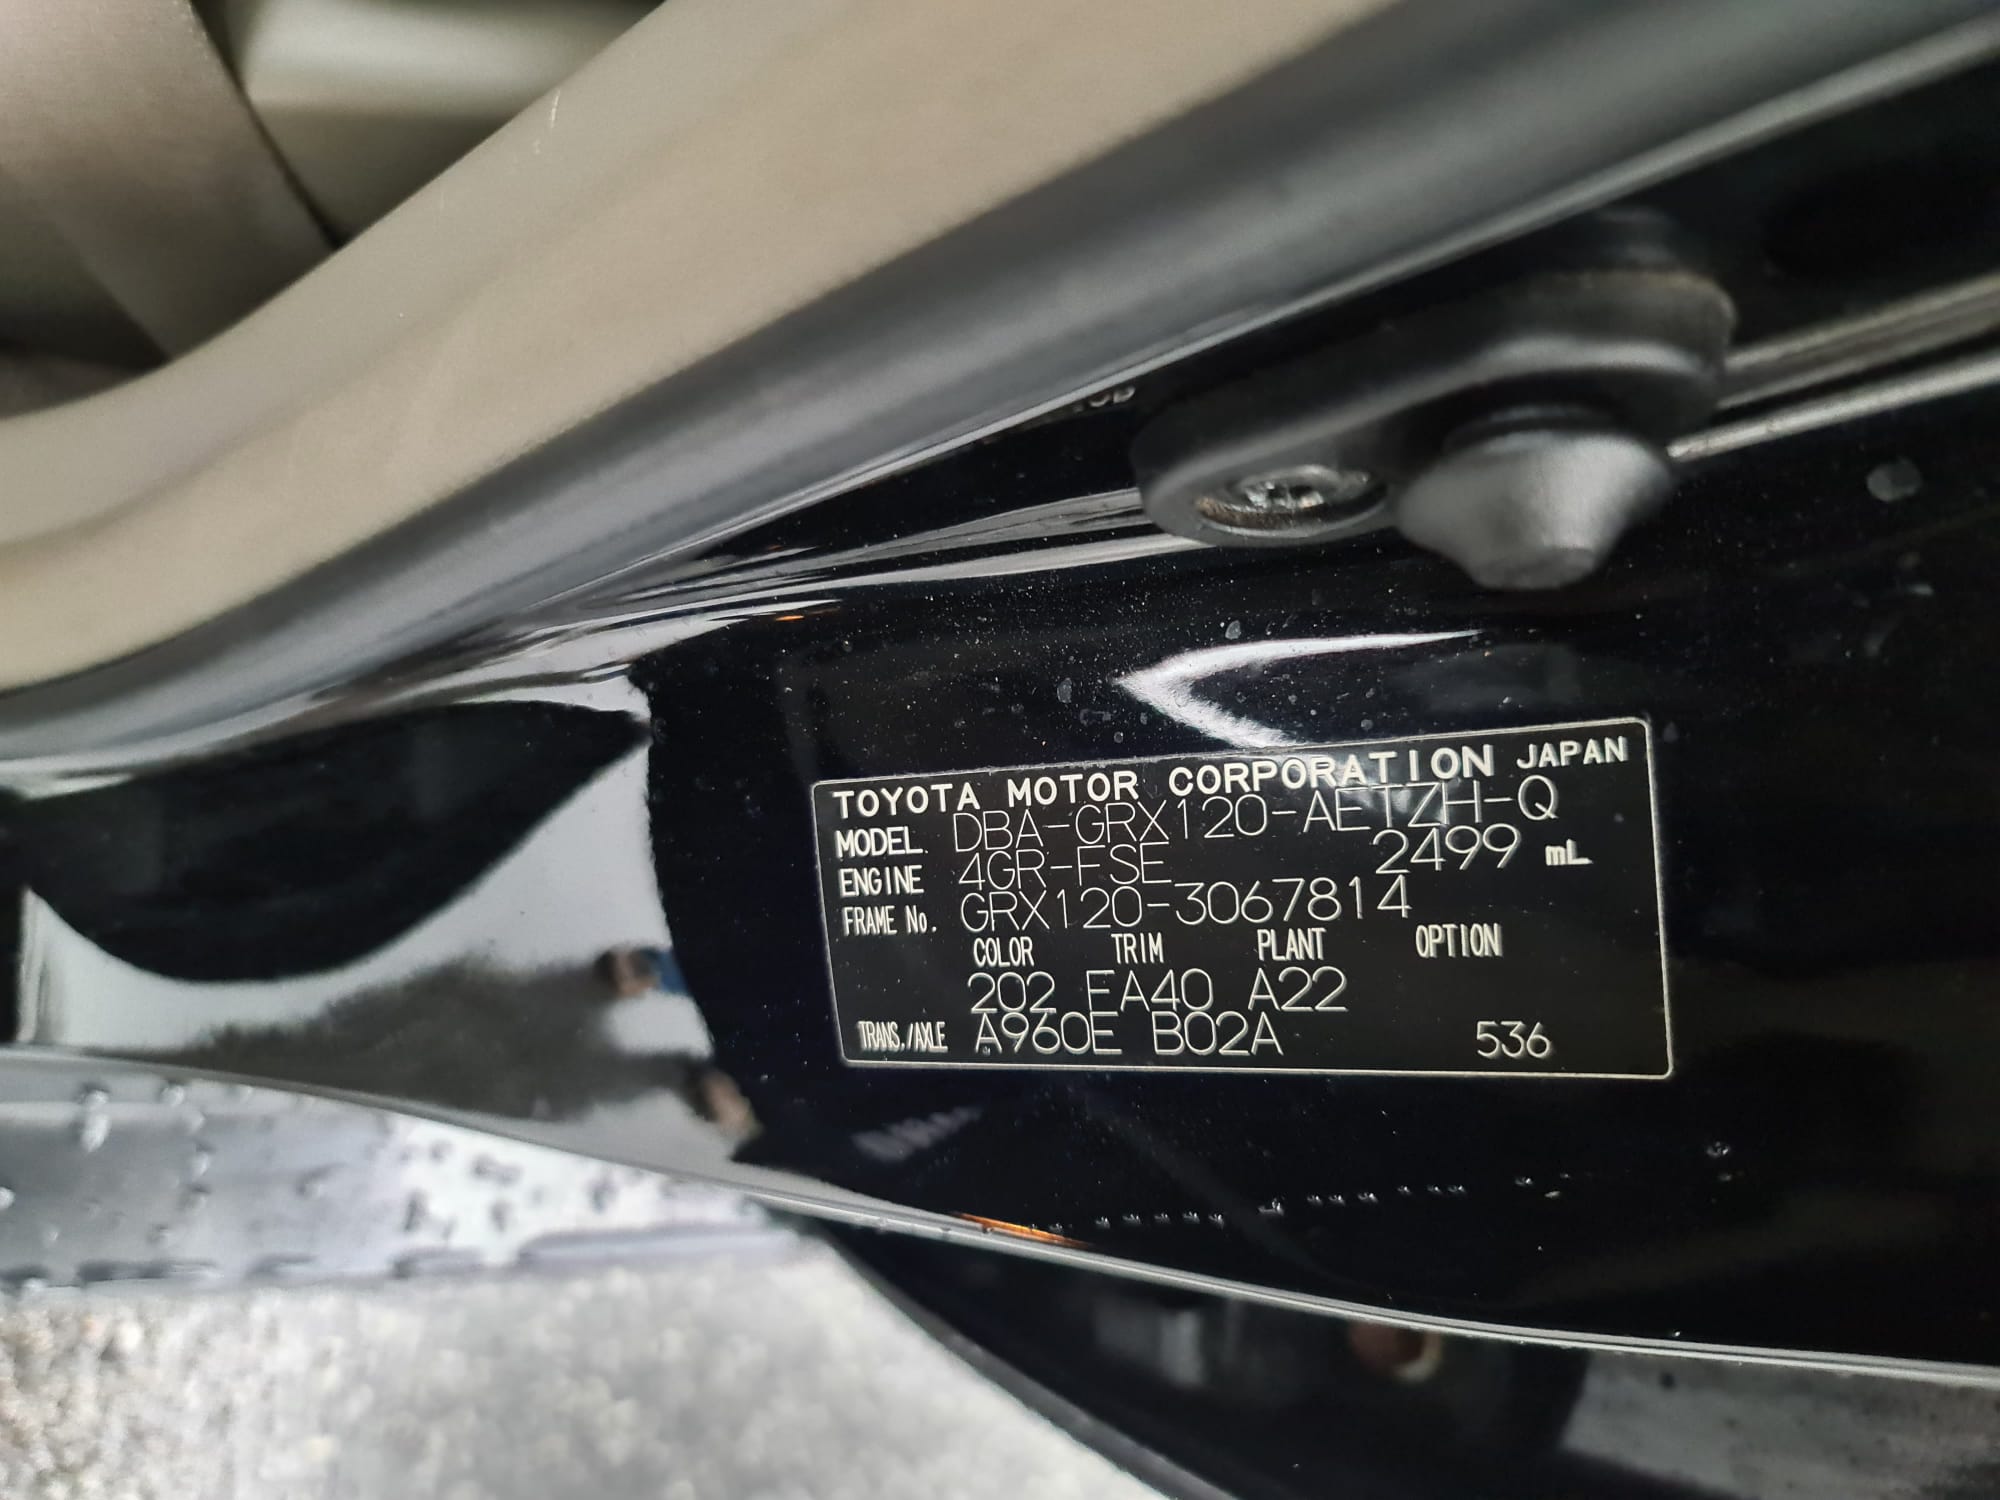 TOYOTA MOTOR CORPORATION JAPAN
MODEL DBA-GRX120-AETZH-Q
ENGINE 4GR-FSE 2499 mL
FRAME No. GRX120-3067814
COLOR TRIM PLANT OPTION
202 FA40 A22
TRANS./AXLE A960E B02A 536